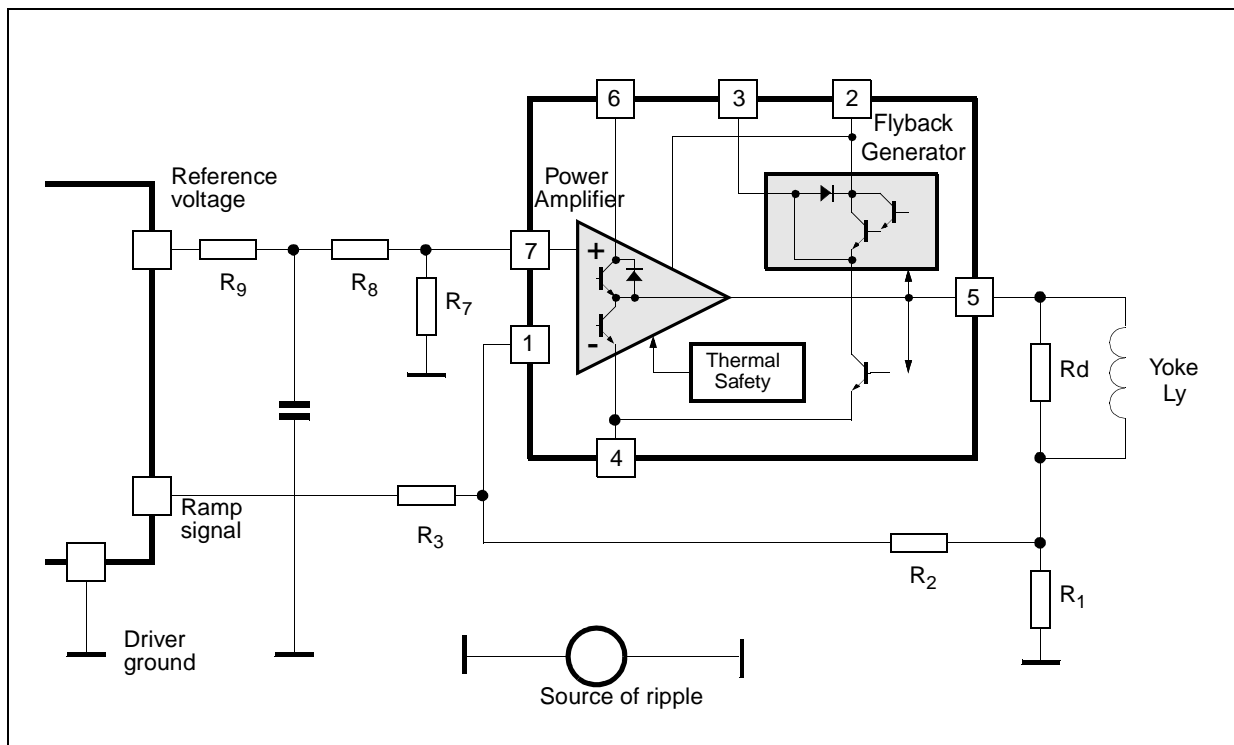 6
3
2
Flyback
Generator
Reference
voltage
Power
Amplifier
7
+
R9
R8
R7
5
1
-
Thermal
Safety
Rd
Yoke
Ly
4
Ramp
signal
R3
R2
R1
Driver
ground
Source of ripple